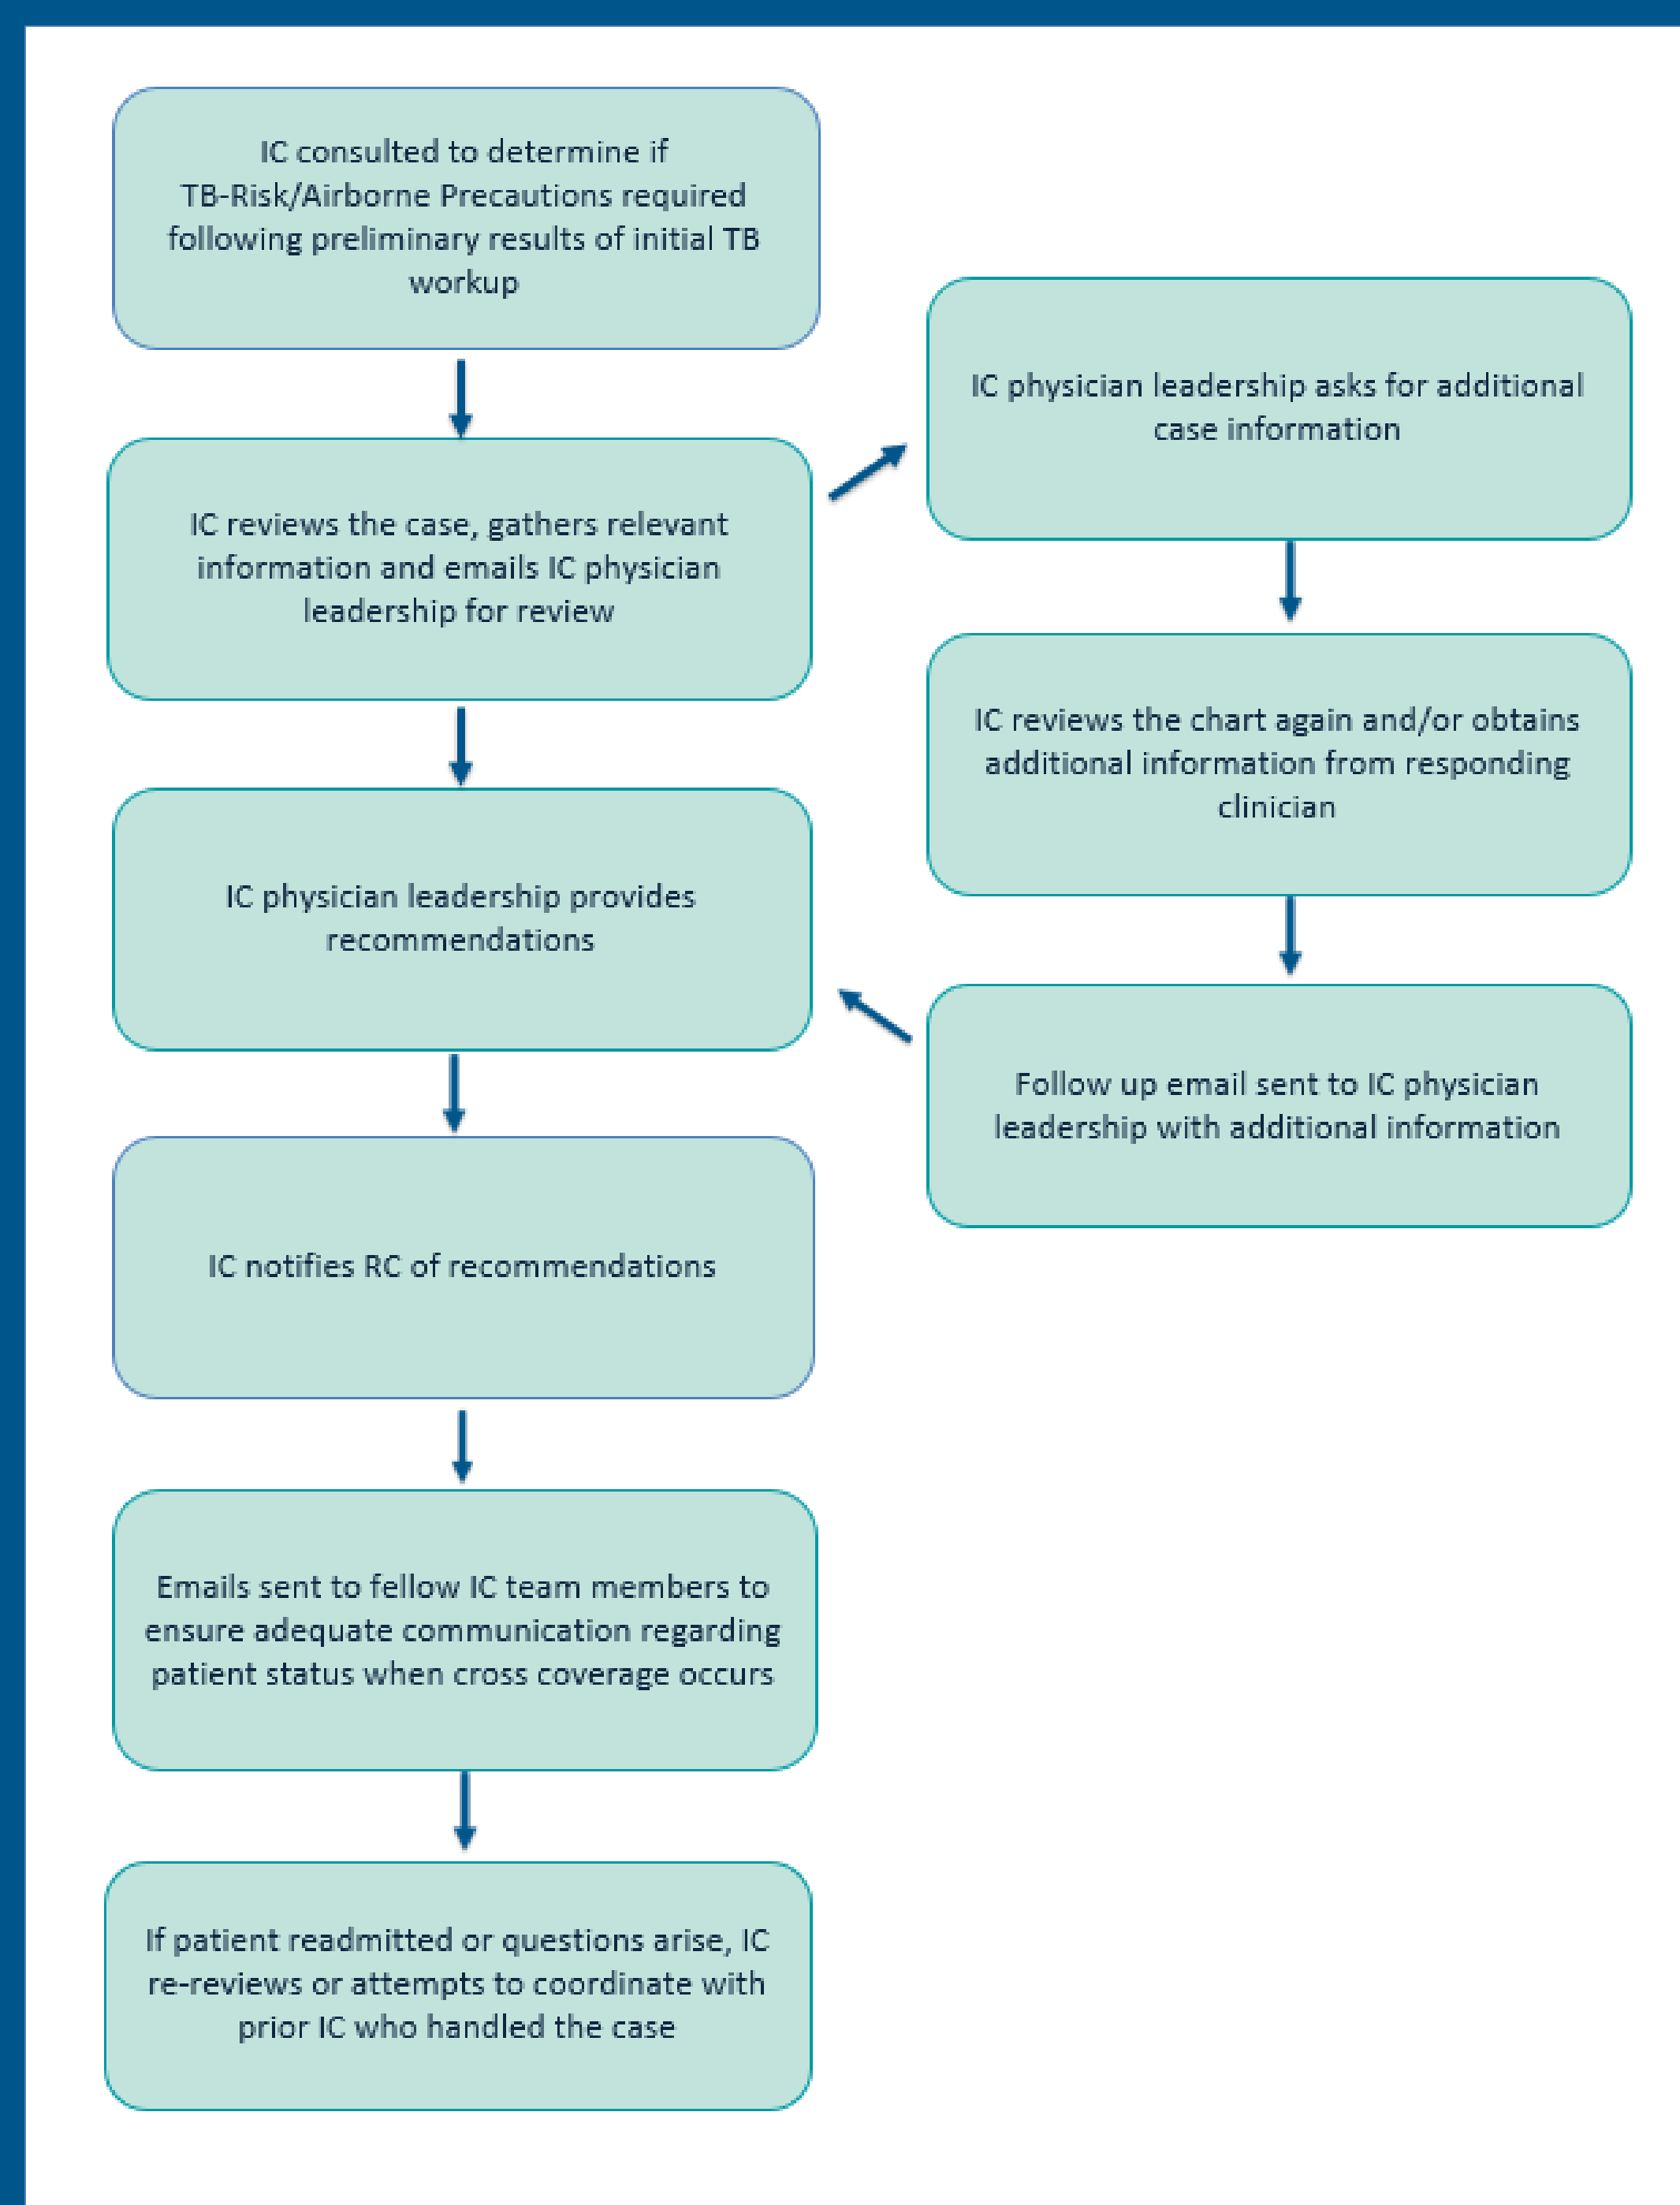 IC consulted to determine if
TB-Risk/Airborne Precautions required
following preliminary results of initial TB
workup
IC reviews the case, gathers relevant
information and emails IC physician
leadership for review
IC physician leadership asks for additional
case information
IC reviews the chart again and/or obtains
additional information from responding
clinician
Follow up email sent to IC physician
leadership with additional information
IC physician leadership provides
recommendations
IC notifies RC of recommendations
Emails sent to fellow IC team members to
ensure adequate communication regarding
patient status when cross coverage occurs
If patient readmitted or questions arise, IC
re-reviews or attempts to coordinate with
prior IC who handled the case